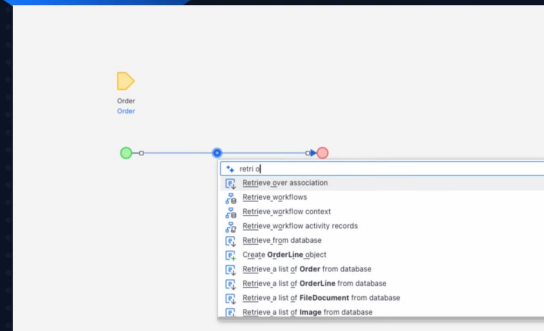 Order
Order
retri o
Retrieve over association
Retrieve workflows
Retrieve workflow context
Retrieve workflow activity records
Retrieve from database
Create OrderLine object
Retrieve a list of Order from database
Retrieve a list of OrderLine from database
Retrieve a list of FileDocument from database
Retrieve a list of Image from database